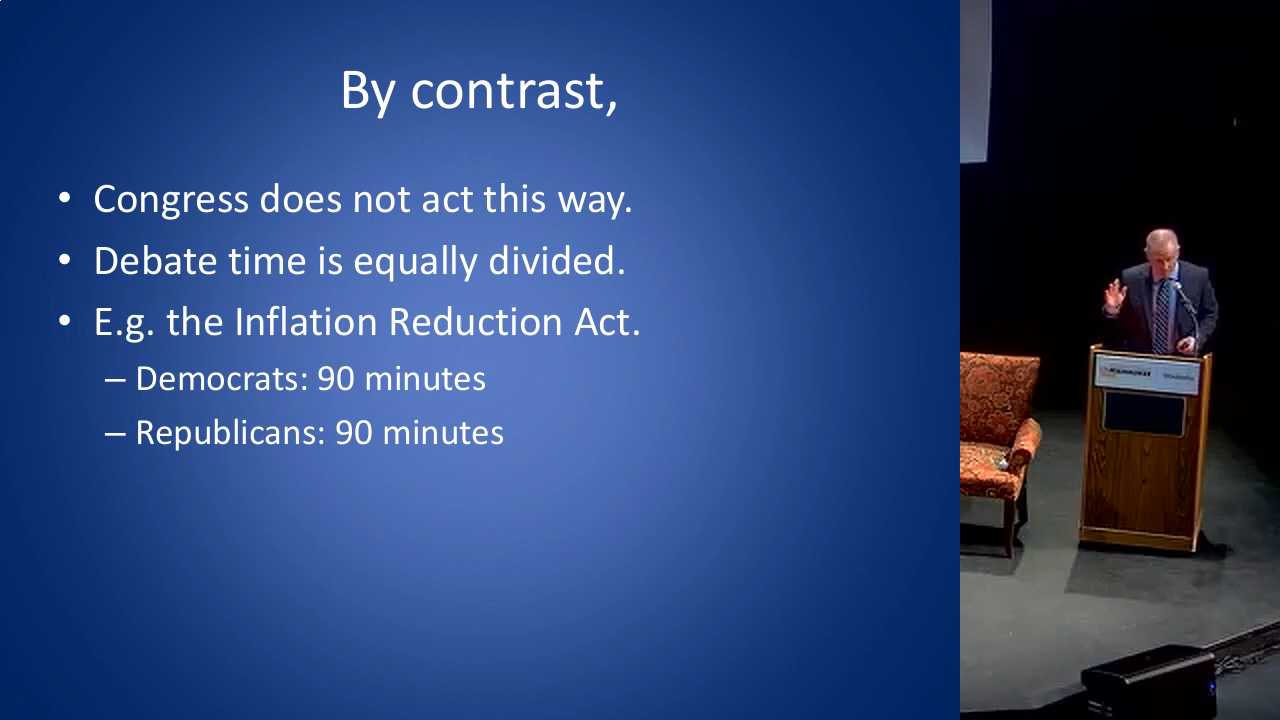 By contrast,
• Congress does not act this way.
• Debate time is equally divided.
• E.g. the Inflation Reduction Act.
– Democrats: 90 minutes
– Republicans: 90 minutes